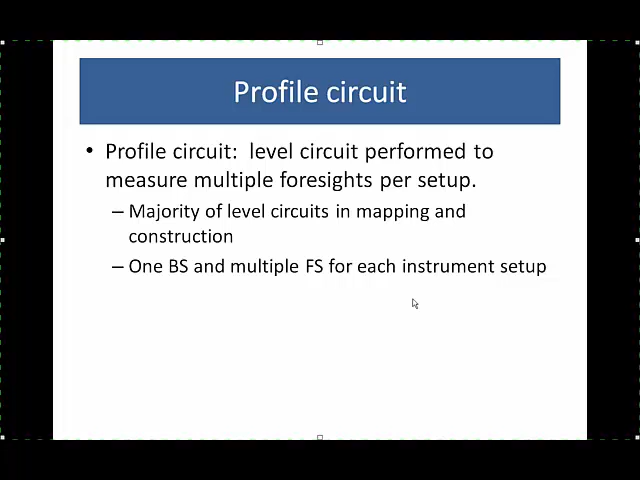 Profile circuit
• Profile circuit: level circuit performed to
measure multiple foresights per setup.
– Majority of level circuits in mapping and
construction
– One BS and multiple FS for each instrument setup